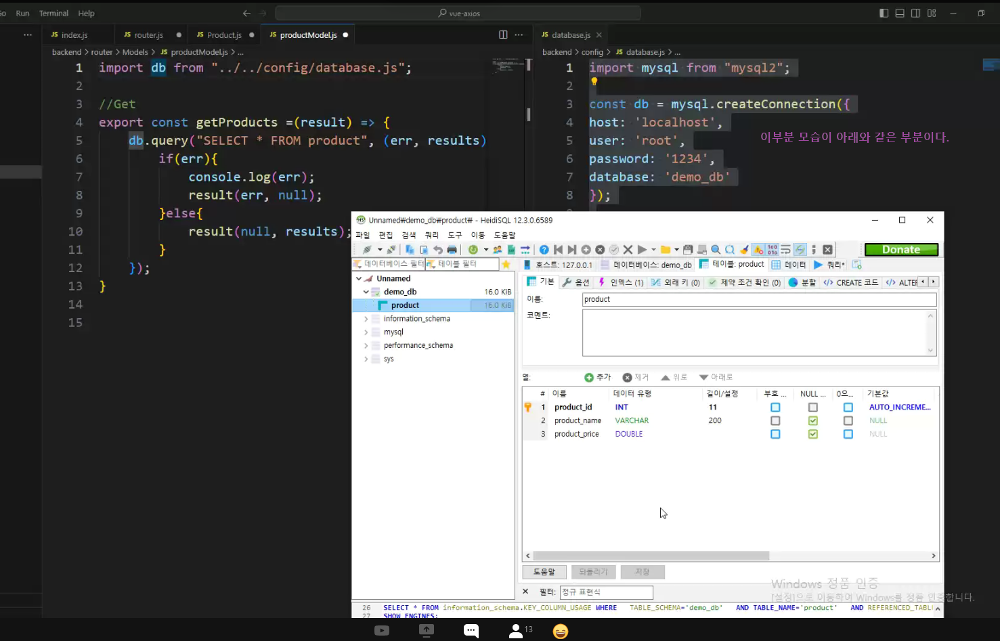 Go Run Terminal Help
vue-axios
JS index.js
JS router.js
JS Product.js
JS productModel.js
JS database.js
backend > router > Models > JS productModel.js > ...
backend > config > JS database.js > ...
1 import db from "../../config/database.js";
2
3 //Get
4 export const getProducts =(result) => {
5 db.query("SELECT * FROM product", (err, results)
6 if(err){
7 console.log(err);
8 result(err, null);
9 }else{
10 result(null, results);
11 }
12 });
13 }
14
15
1 import mysql from "mysql2";
2
3 const db = mysql.createConnection({
4 host: 'localhost',
5 user: 'root',
6 password: '1234',
7 database: 'demo_db'
8 });
이부분 모습이 아래와 같은 부분이다.
Unnamed₩demo_db₩product₩ - HeidiSQL 12.3.0.6589
파일 편집 검색 쿼리 도구 이동 도움말
Donate
데이터베이스 필터 테이블 필터
호스트: 127.0.0.1 데이터베이스: demo_db 테이블: product 데이터 쿼리*
Unnamed
demo_db 16.0 KiB
product 16.0 KiB
information_schema
mysql
performance_schema
sys
기본 옵션 인덱스 (1) 외래 키 (0) 제약 조건 확인 (0) 분할 CREATE 코드 ALTER
이름: product
코멘트:
열: 추가 제거 위로 아래로
# 이름 데이터 유형 길이/설정 부호 ... NULL ... 0으... 기본값
1 product_id INT 11 AUTO_INCREME...
2 product_name VARCHAR 200 NULL
3 product_price DOUBLE NULL
도움말 되돌리기 저장
필터: 정규 표현식
Windows 정품 인증
[설정]으로 이동하여 Windows를 정품 인증합니다.
26 SELECT * FROM information_schema.KEY_COLUMN_USAGE WHERE TABLE_SCHEMA='demo_db' AND TABLE_NAME='product' AND REFERENCED_TABL
27 SHOW ENGINES;
13